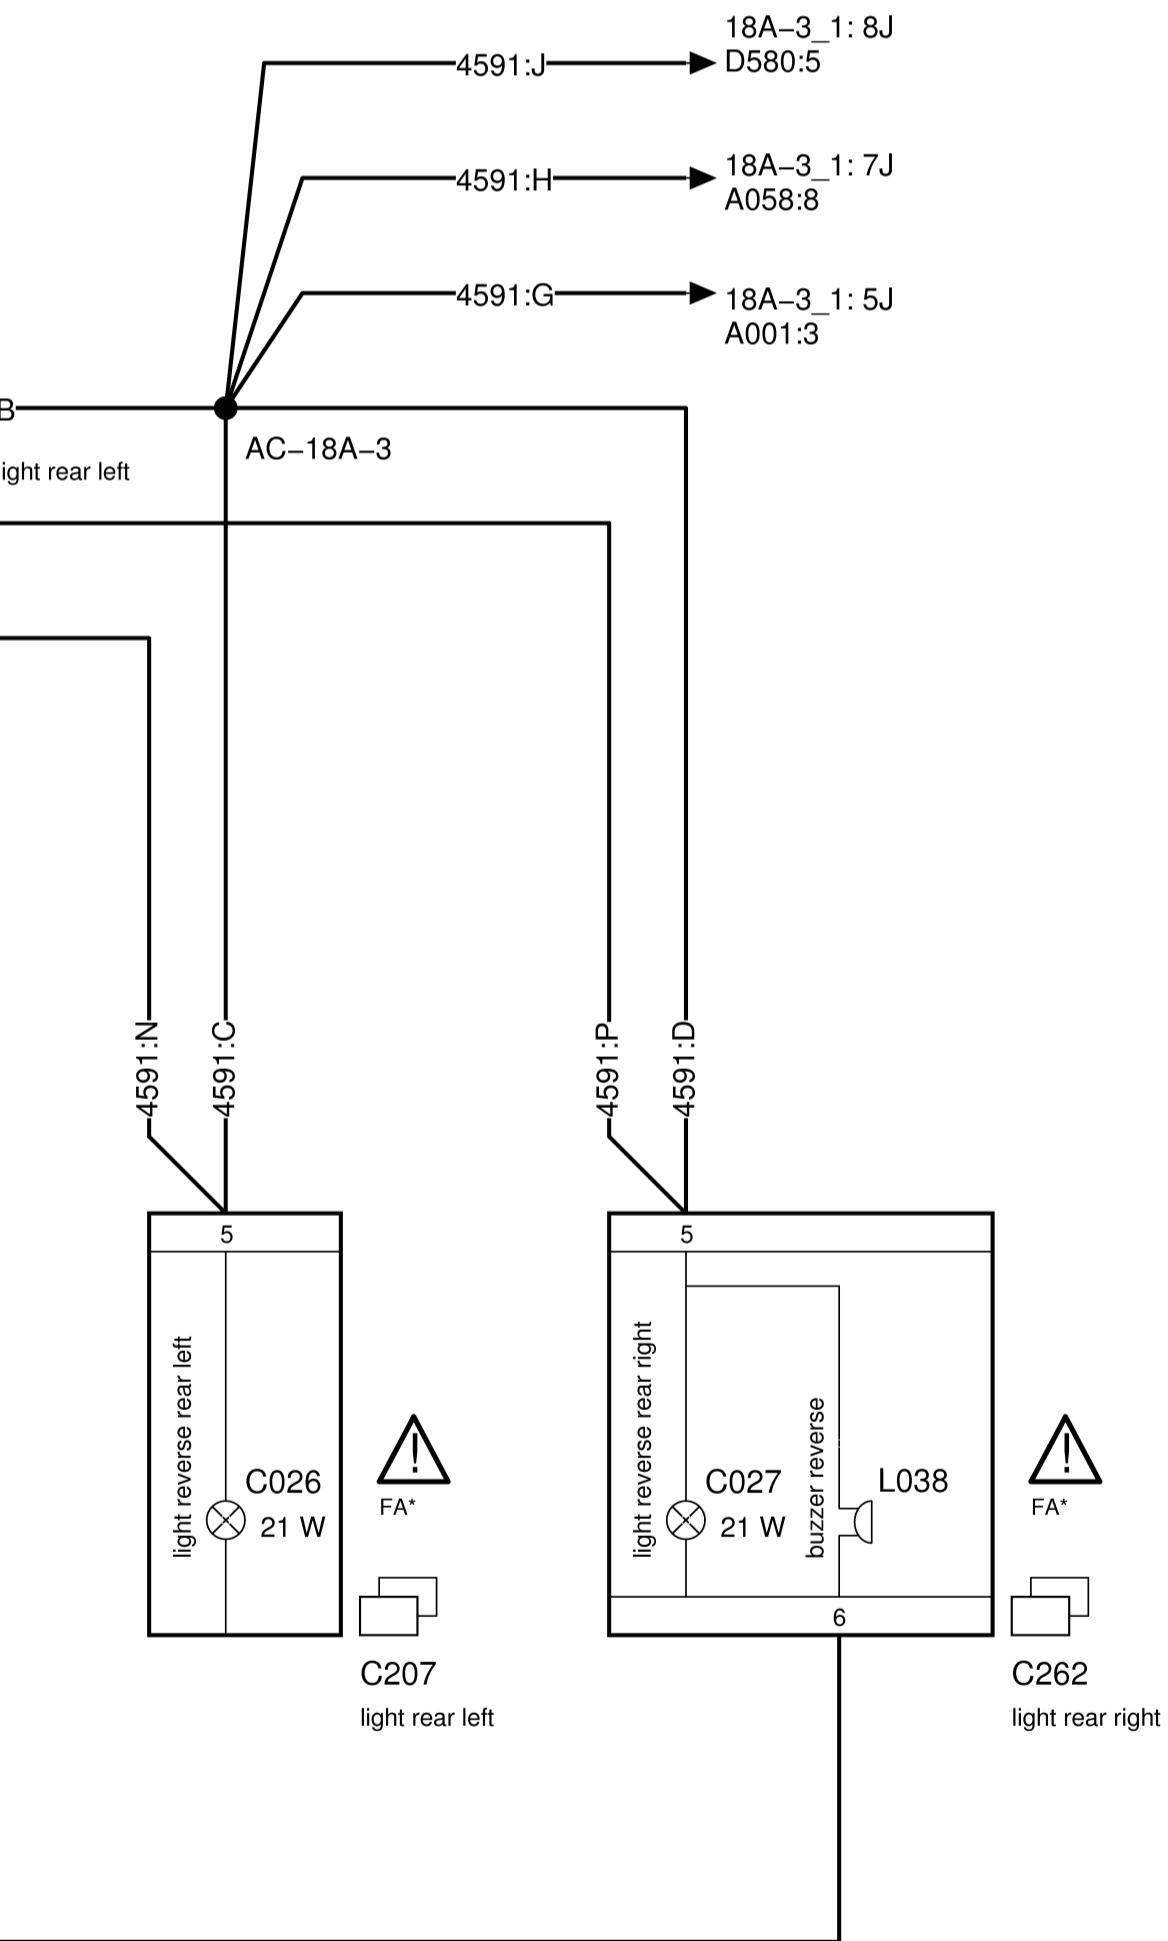 18A–3_1: 8J
4591:J
D580:5
18A–3_1: 7J
4591:H
A058:8
4591:G
18A–3_1: 5J
A001:3
B
AC–18A–3
ight rear left
4591:N
4591:C
4591:P
4591:D
5
5
light reverse rear left
C026
21 W
FA*
light reverse rear right
C027
21 W
buzzer reverse
L038
FA*
6
C207
light rear left
C262
light rear right